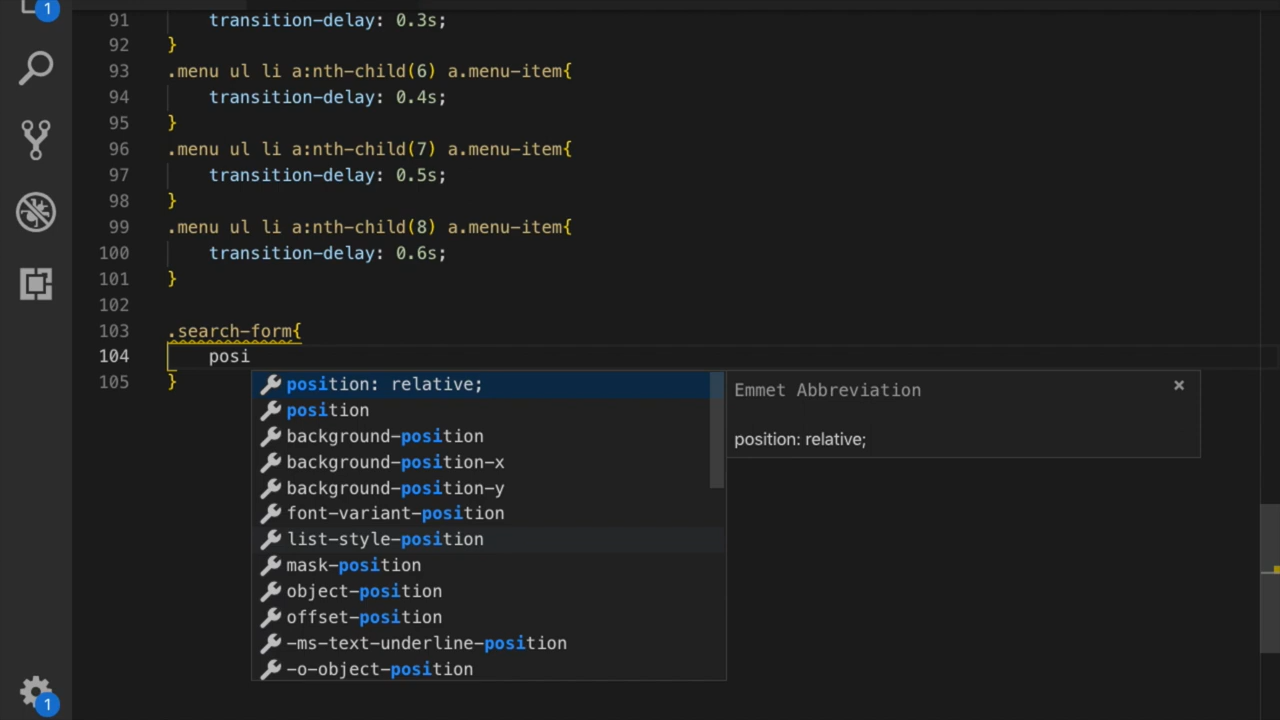 1
91 transition-delay: 0.3s;
92 }
93 .menu ul li a:nth-child(6) a.menu-item{
94 transition-delay: 0.4s;
95 }
96 .menu ul li a:nth-child(7) a.menu-item{
97 transition-delay: 0.5s;
98 }
99 .menu ul li a:nth-child(8) a.menu-item{
100 transition-delay: 0.6s;
101 }
102
103 .search-form{
104 posi
105 }
position: relative;
position
background-position
background-position-x
background-position-y
font-variant-position
list-style-position
mask-position
object-position
offset-position
-ms-text-underline-position
-o-object-position
Emmet Abbreviation
position: relative;
1